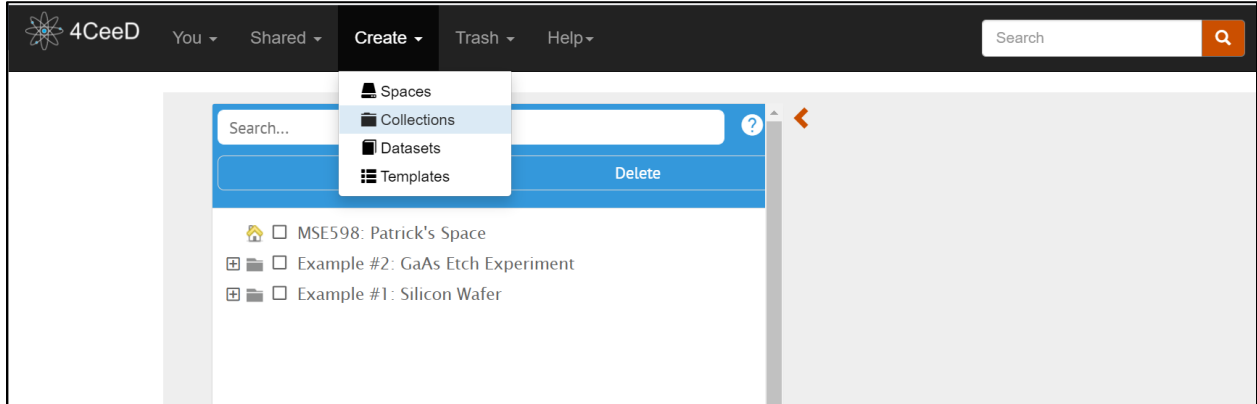 4CeeD You Shared Create Trash Help Search
Spaces
Collections
Datasets
Templates
Search... ?
Delete
MSE598: Patrick's Space
Example #2: GaAs Etch Experiment
Example #1: Silicon Wafer